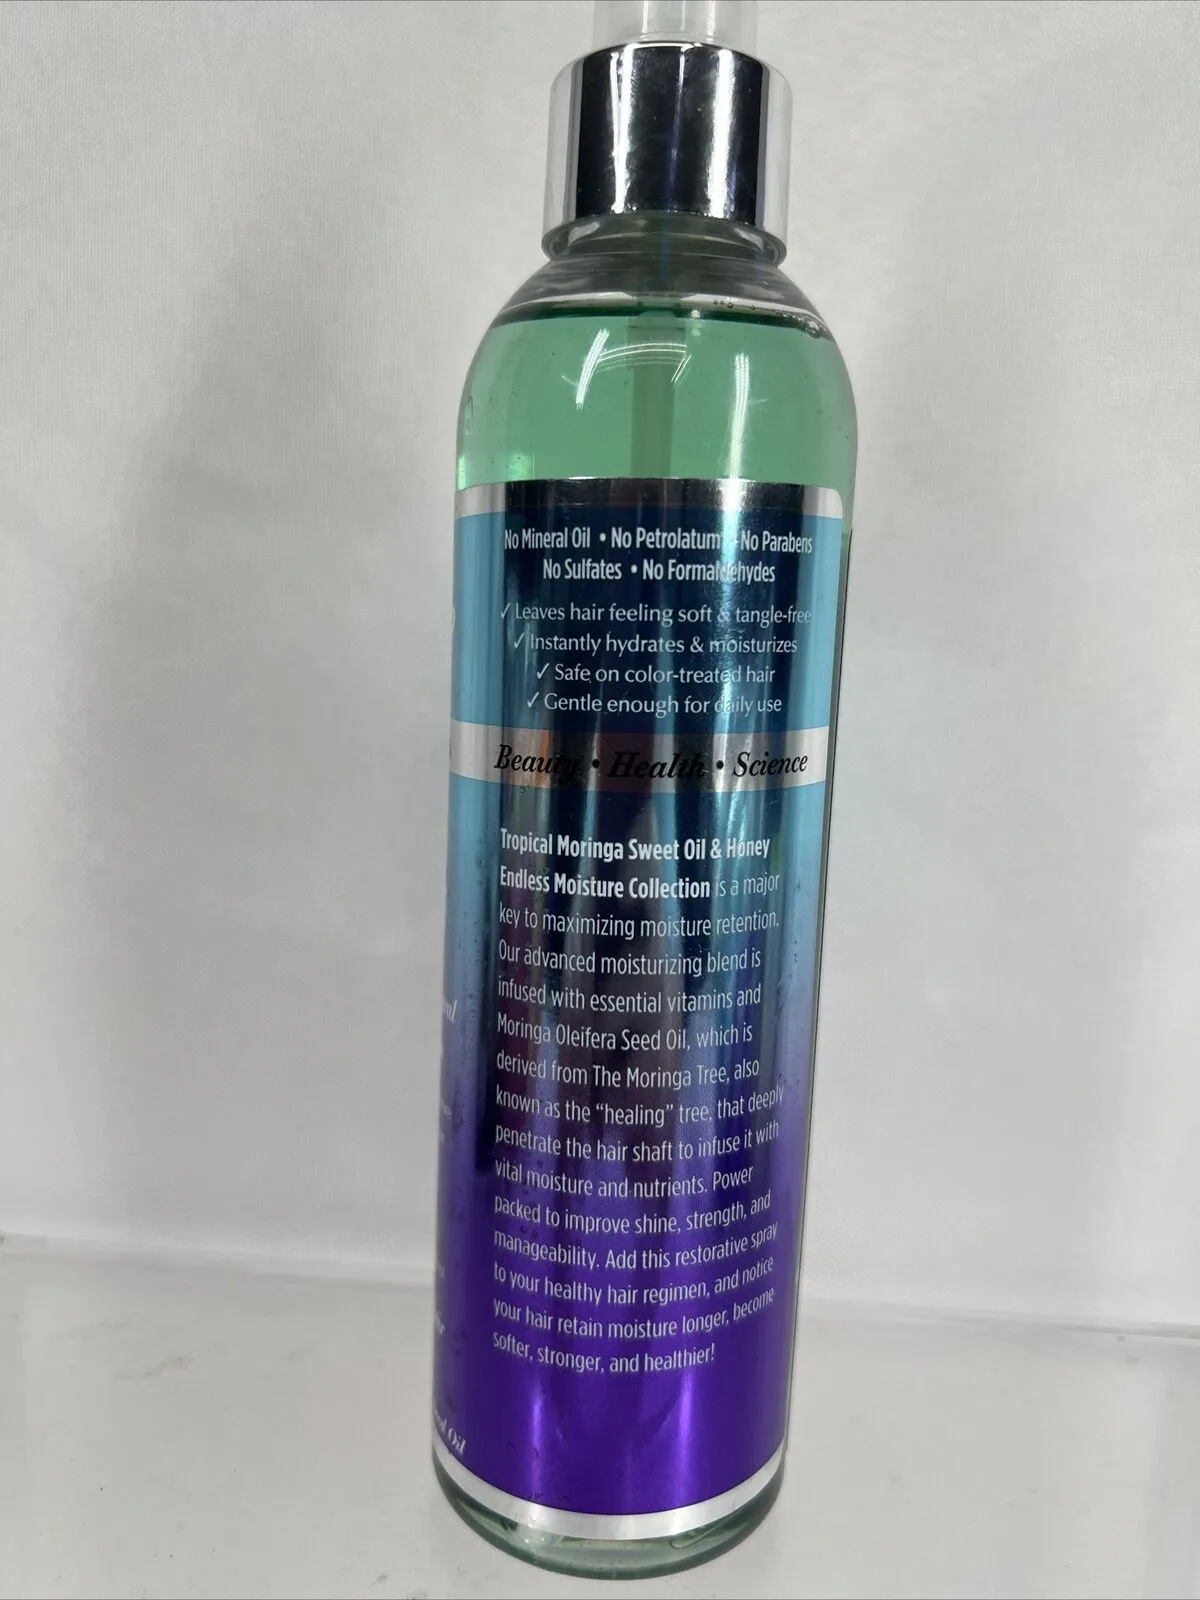 No Mineral Oil • No Petrolatum • No Parabens
No Sulfates • No Formaldehydes
✓ Leaves hair feeling soft & tangle-free
✓ Instantly hydrates & moisturizes
✓ Safe on color-treated hair
✓ Gentle enough for daily use
Beauty • Health • Science
Tropical Moringa Sweet Oil & Honey
Endless Moisture Collection is a major
key to maximizing moisture retention.
Our advanced moisturizing blend is
infused with essential vitamins and
Moringa Oleifera Seed Oil, which is
derived from The Moringa Tree, also
known as the “healing” tree, that deeply
penetrate the hair shaft to infuse it with
vital moisture and nutrients. Power
packed to improve shine, strength, and
manageability. Add this restorative spray
to your healthy hair regimen, and notice
your hair retain moisture longer, become
softer, stronger, and healthier!
Oil